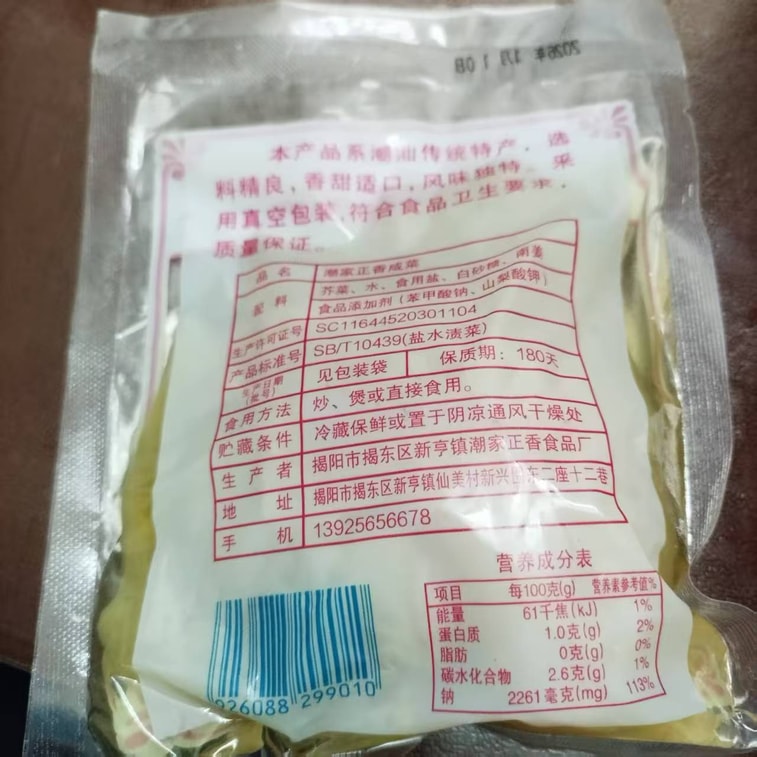 2026年1月10B
本产品系潮汕传统特产，选
料精良，香甜适口，风味独特。采
用真空包装，符合食品卫生要求，
质量保证。
品名 潮家正香咸菜
配料 芥菜、水、食用盐、白砂糖、南姜
食品添加剂（苯甲酸钠、山梨酸钾）
生产许可证号 SC11644520301104
产品标准号 SB/T10439(盐水渍菜)
生产日期(批号) 见包装袋 保质期：180天
食用方法 炒、煲或直接食用。
贮藏条件 冷藏保鲜或置于阴凉通风干燥处
生产者 揭阳市揭东区新亨镇潮家正香食品厂
地址 揭阳市揭东区新亨镇仙美村新兴围东二座十二巷
手机 13925656678
营养成分表
项目 每100克(g) 营养素参考值%
能量 61千焦(kJ) 1%
蛋白质 1.0克(g) 2%
脂肪 0克(g) 0%
碳水化合物 2.6克(g) 1%
钠 2261毫克(mg) 113%
926088 299010